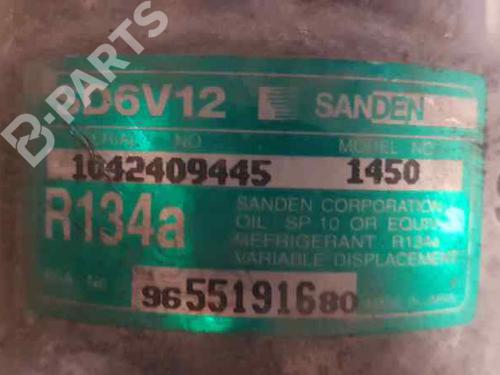 B-PARTS
SD6V12 SANDEN
SERIAL NO MODEL NO
1042409445 1450
R134a
SANDEN CORPORATION
OIL SP-10 OR EQUIV
REFRIGERANT R134a
VARIABLE DISPLACEMENT
9655191680